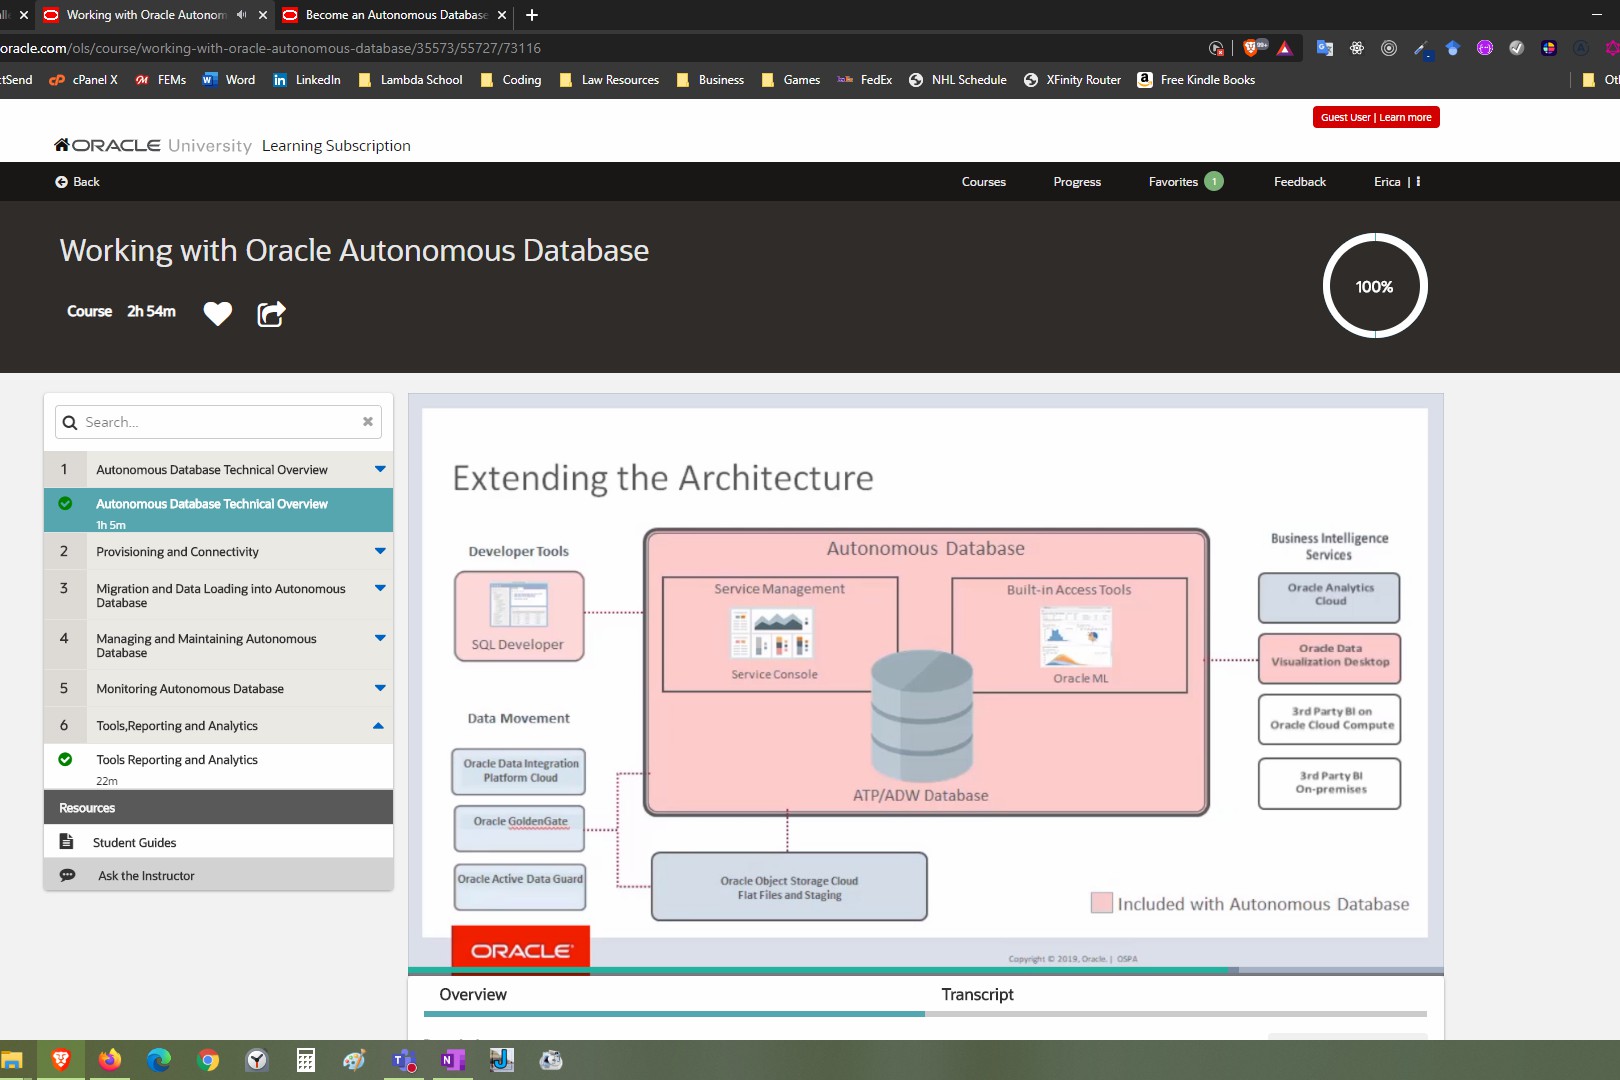 Working with Oracle Autonom
Become an Autonomous Database
oracle.com/ols/course/working-with-oracle-autonomous-database/35573/55727/73116
99+
ctSend
cPanel X
FEMs
Word
LinkedIn
Lambda School
Coding
Law Resources
Business
Games
FedEx
NHL Schedule
XFinity Router
Free Kindle Books
Guest User | Learn more
ORACLE University Learning Subscription
Back
Courses
Progress
Favorites 1
Feedback
Erica |
Working with Oracle Autonomous Database
Course 2h 54m
100%
Search...
1 Autonomous Database Technical Overview
Autonomous Database Technical Overview
1h 5m
2 Provisioning and Connectivity
3 Migration and Data Loading into Autonomous
Database
4 Managing and Maintaining Autonomous
Database
5 Monitoring Autonomous Database
6 Tools,Reporting and Analytics
Tools Reporting and Analytics
22m
Resources
Student Guides
Ask the Instructor
Extending the Architecture
Developer Tools
SQL Developer
Data Movement
Oracle Data Integration
Platform Cloud
Oracle GoldenGate
Oracle Active Data Guard
Autonomous Database
Service Management
Service Console
Built-in Access Tools
Oracle ML
ATP/ADW Database
Oracle Object Storage Cloud
Flat Files and Staging
Business Intelligence
Services
Oracle Analytics
Cloud
Oracle Data
Visualization Desktop
3rd Party BI on
Oracle Cloud Compute
3rd Party BI
On-premises
Included with Autonomous Database
ORACLE
Copyright © 2019, Oracle. | OSPA
Overview
Transcript